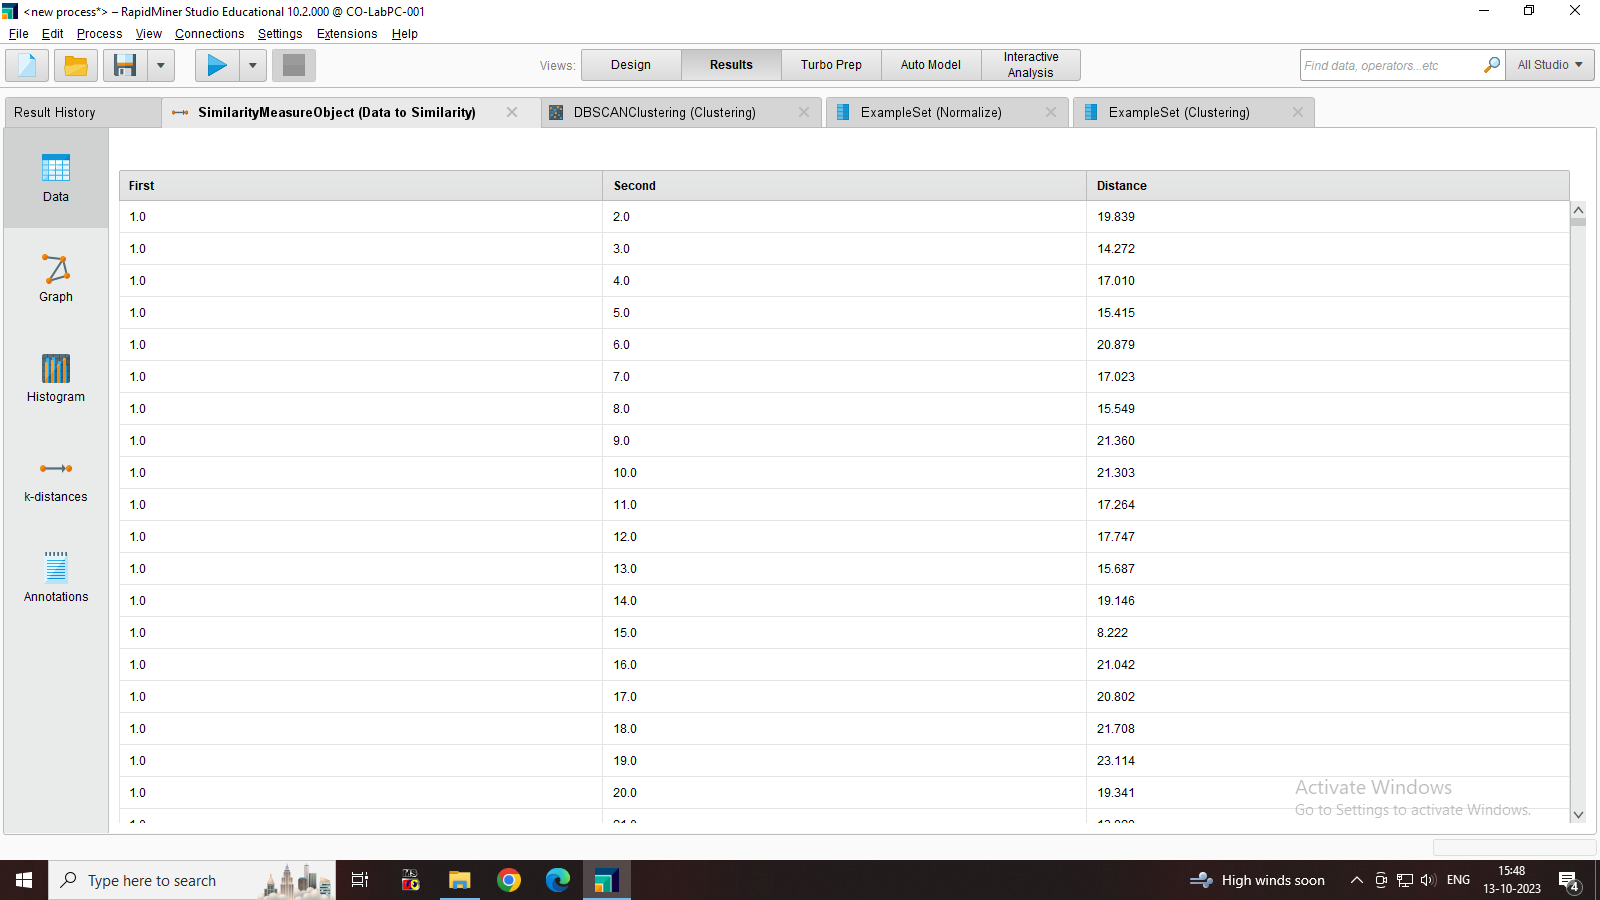 <new process*> – RapidMiner Studio Educational 10.2.000 @ CO-LabPC-001
File Edit Process View Connections Settings Extensions Help
Views: Design Results Turbo Prep Auto Model Interactive Analysis
Find data, operators...etc All Studio
Result History SimilarityMeasureObject (Data to Similarity) DBSCANClustering (Clustering) ExampleSet (Normalize) ExampleSet (Clustering)
Data
Graph
Histogram
k-distances
Annotations
First Second Distance
1.0 2.0 19.839
1.0 3.0 14.272
1.0 4.0 17.010
1.0 5.0 15.415
1.0 6.0 20.879
1.0 7.0 17.023
1.0 8.0 15.549
1.0 9.0 21.360
1.0 10.0 21.303
1.0 11.0 17.264
1.0 12.0 17.747
1.0 13.0 15.687
1.0 14.0 19.146
1.0 15.0 8.222
1.0 16.0 21.042
1.0 17.0 20.802
1.0 18.0 21.708
1.0 19.0 23.114
1.0 20.0 19.341
Activate Windows
Go to Settings to activate Windows.
Type here to search
High winds soon
ENG
15:48
13-10-2023
4